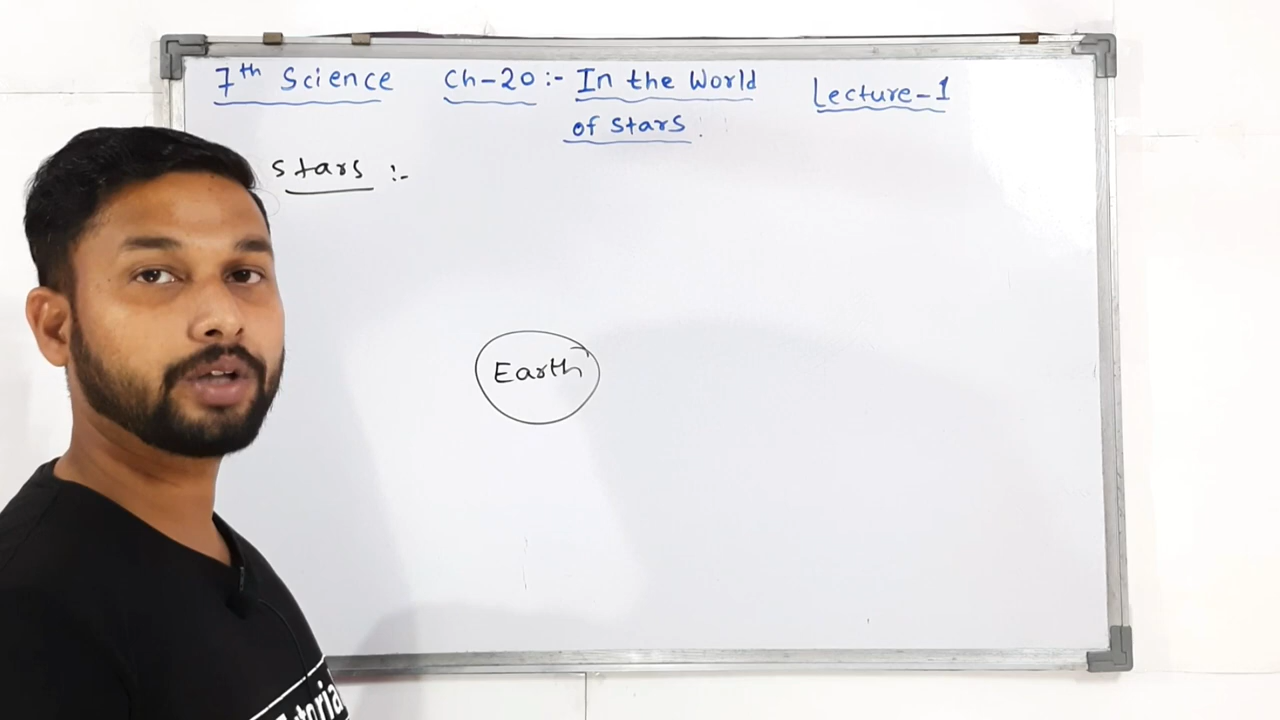 7th Science Ch-20:- In the World Lecture-1
of stars
stars :-
Earth